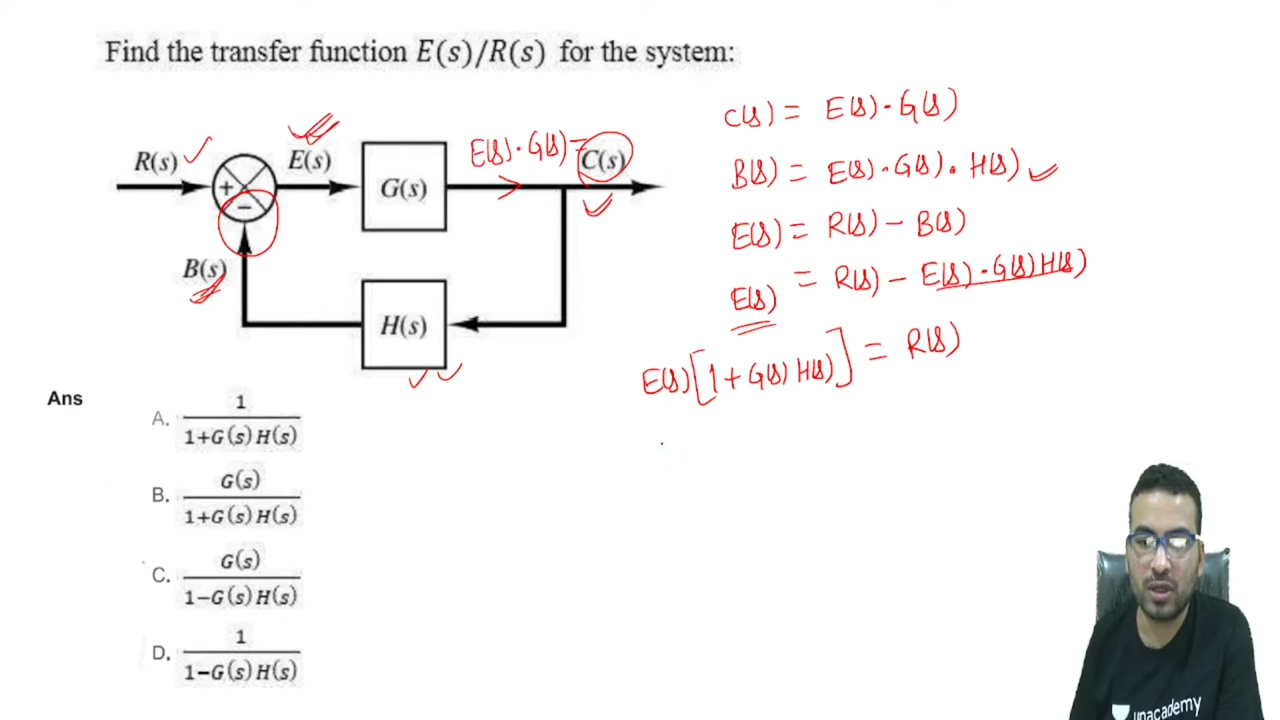 Find the transfer function E(s)/R(s) for the system:
C(s) = E(s)·G(s)
E(s)·G(s)=
R(s)
E(s)
C(s)
B(s) = E(s)·G(s)·H(s)
+
G(s)
−
E(s) = R(s) − B(s)
B(s)
E(s) = R(s) − E(s)·G(s)H(s)
H(s)
E(s)[1+G(s)H(s)] = R(s)
Ans
A. 1/(1+G(s)H(s))
B. G(s)/(1+G(s)H(s))
C. G(s)/(1−G(s)H(s))
D. 1/(1−G(s)H(s))
unacademy